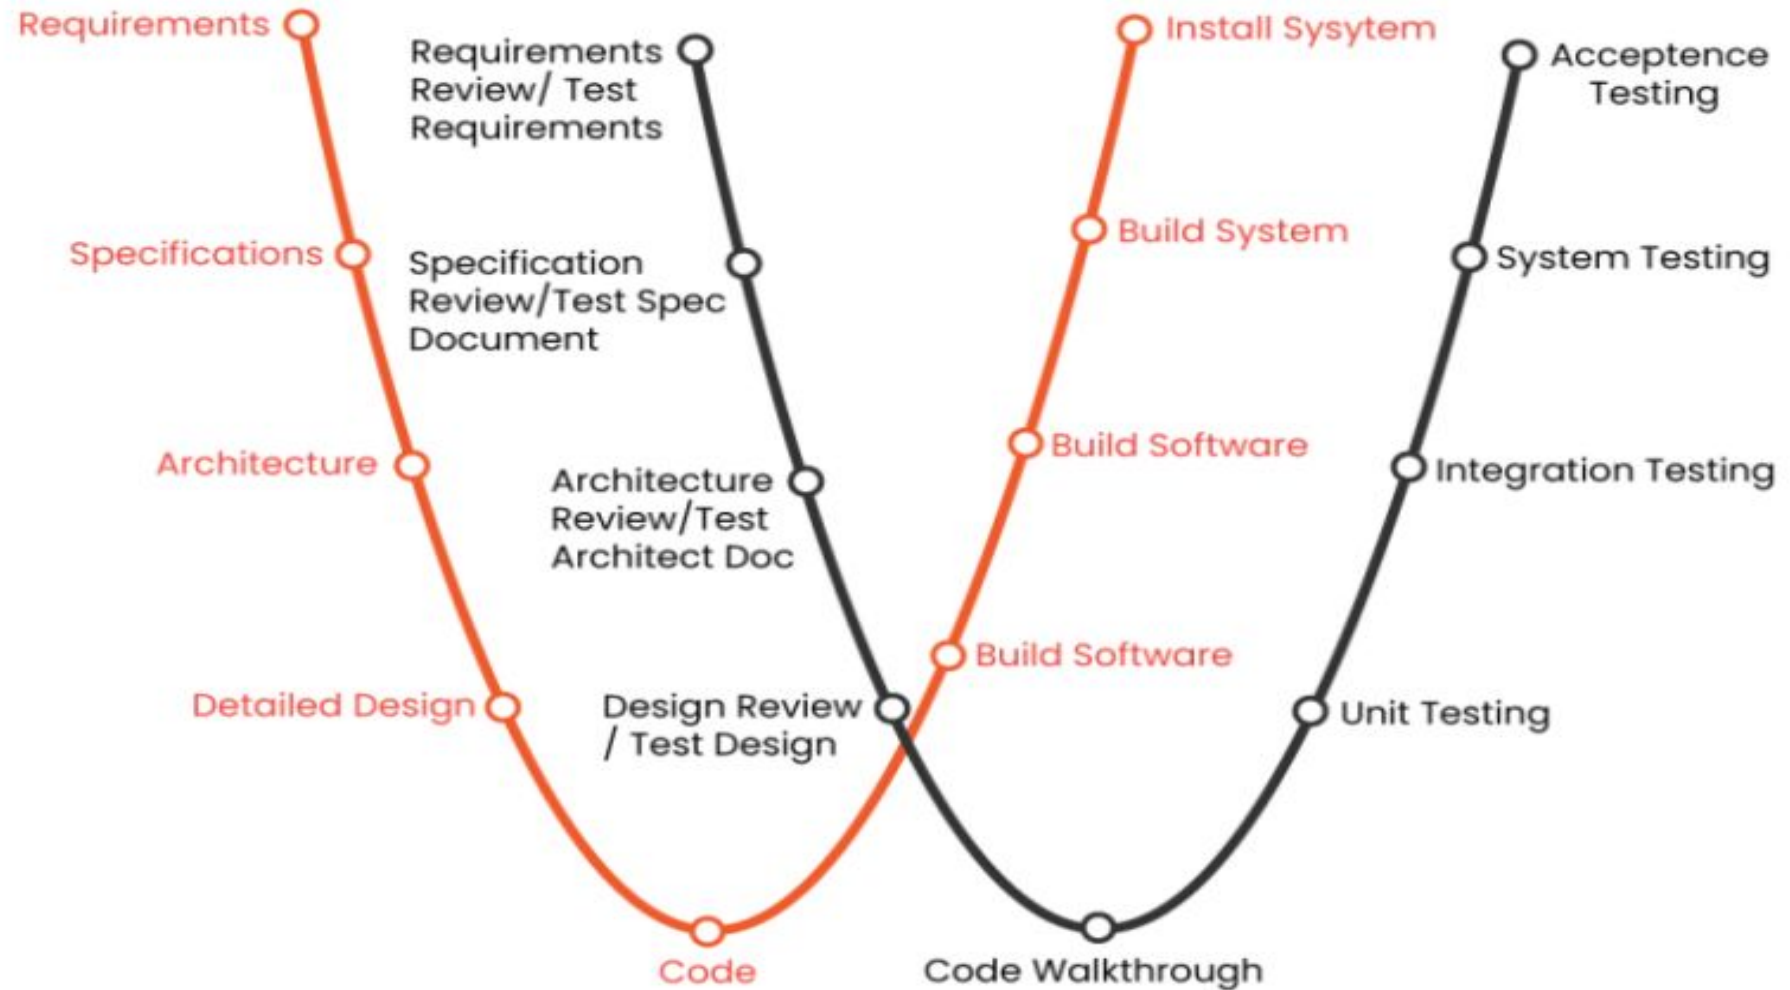 Requirements
Requirements
Review/ Test
Requirements
Install Sysytem
Acceptence
Testing
Specifications
Specification
Review/Test Spec
Document
Build System
System Testing
Architecture
Architecture
Review/Test
Architect Doc
Build Software
Integration Testing
Detailed Design
Design Review
/ Test Design
Build Software
Unit Testing
Code
Code Walkthrough